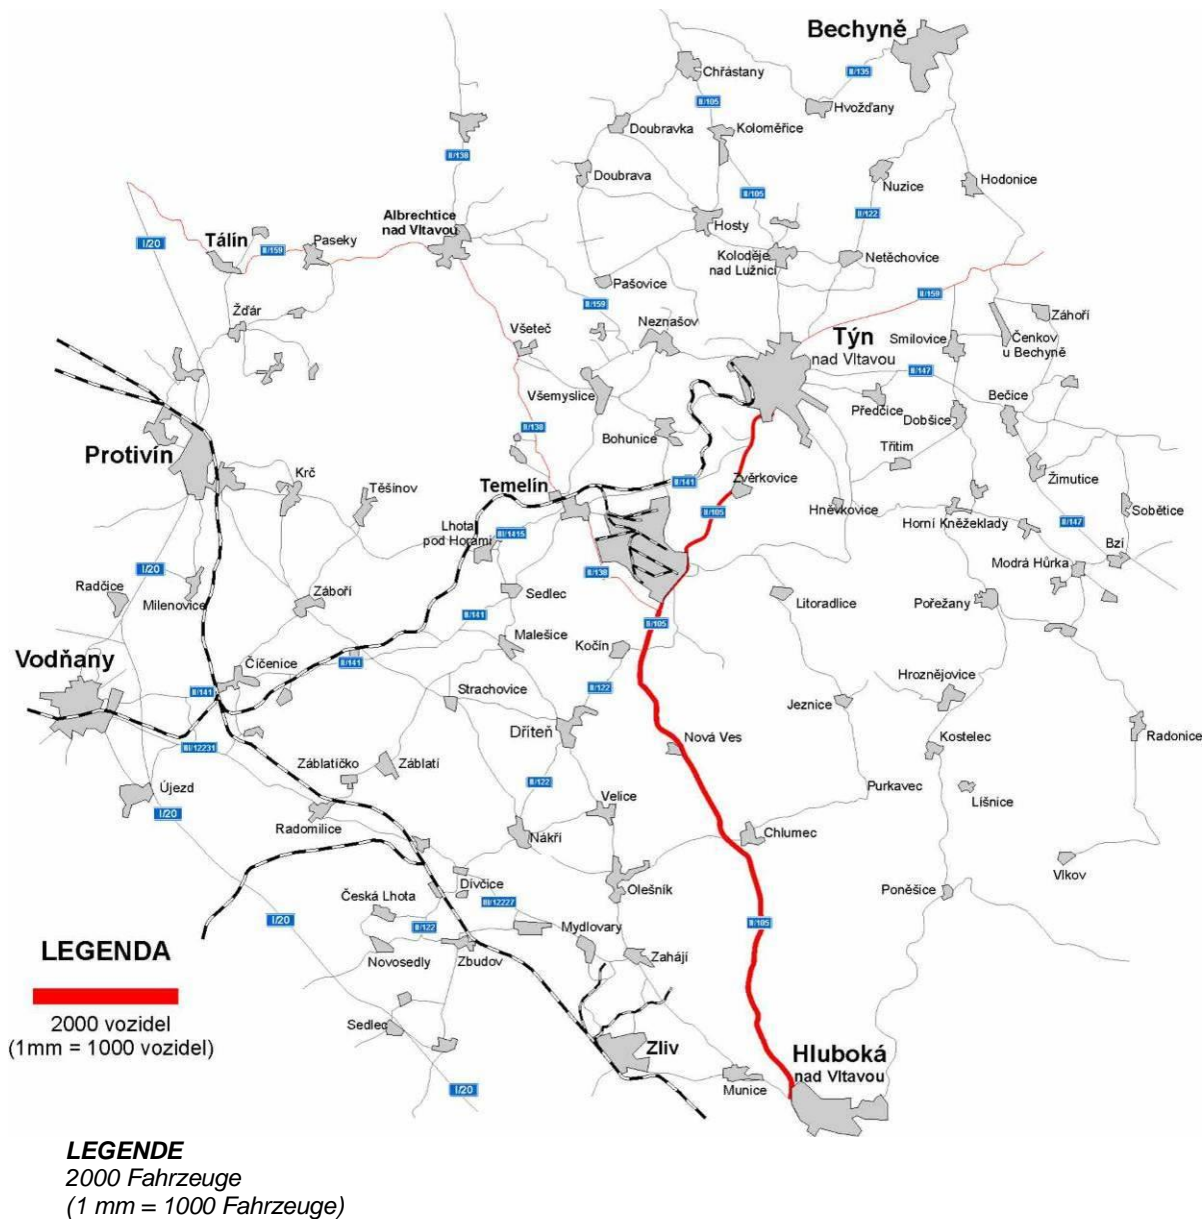 Bechyně
Chřástany
II/135
II/105
Hvožďany
Doubravka
Koloměřice
II/138
Doubrava
II/105
Nuzice
Hodonice
Albrechtice
nad Vltavou
II/122
Hosty
I/20
Tálín
II/159
Paseky
Koloděje
nad Lužnicí
Netěchovice
Pašovice
II/159
II/159
Žďár
Všeteč
Neznašov
Týn
nad Vltavou
Smilovice
Záhoří
Čenkov
u Bechyně
II/147
Všemyslice
Předčice
Dobšice
Bečice
II/138
Bohunice
Třitim
Protivín
Krč
Těšínov
Temelín
II/141
Zvěrkovice
Žimutice
Hněvkovice
Horní Kněžeklady
Sobětice
II/105
II/147
Lhota
pod Horami
II/1415
Bzí
I/20
II/138
Modrá Hůrka
Radčice
Milenovice
Záboří
Sedlec
Litoradlice
Pořežany
II/141
II/105
Malešice
Kočín
Vodňany
Číčenice
II/141
II/141
Strachovice
II/122
Hroznějovice
Jeznice
Dříteň
III/12231
Nová Ves
Kostelec
Radonice
Záblatíčko
Záblatí
II/122
Újezd
Purkavec
Líšnice
I/20
Radomilice
Velice
Nákří
Chlumec
Vlkov
Dívčice
Olešník
Poněšice
Česká Lhota
III/12227
I/20
II/122
Mydlovary
II/105
LEGENDA
Novosedly
Zbudov
Zahájí
2000 vozidel
(1mm = 1000 vozidel)
Sedlec
Zliv
Hluboká
nad Vltavou
I/20
Munice
LEGENDE
2000 Fahrzeuge
(1 mm = 1000 Fahrzeuge)